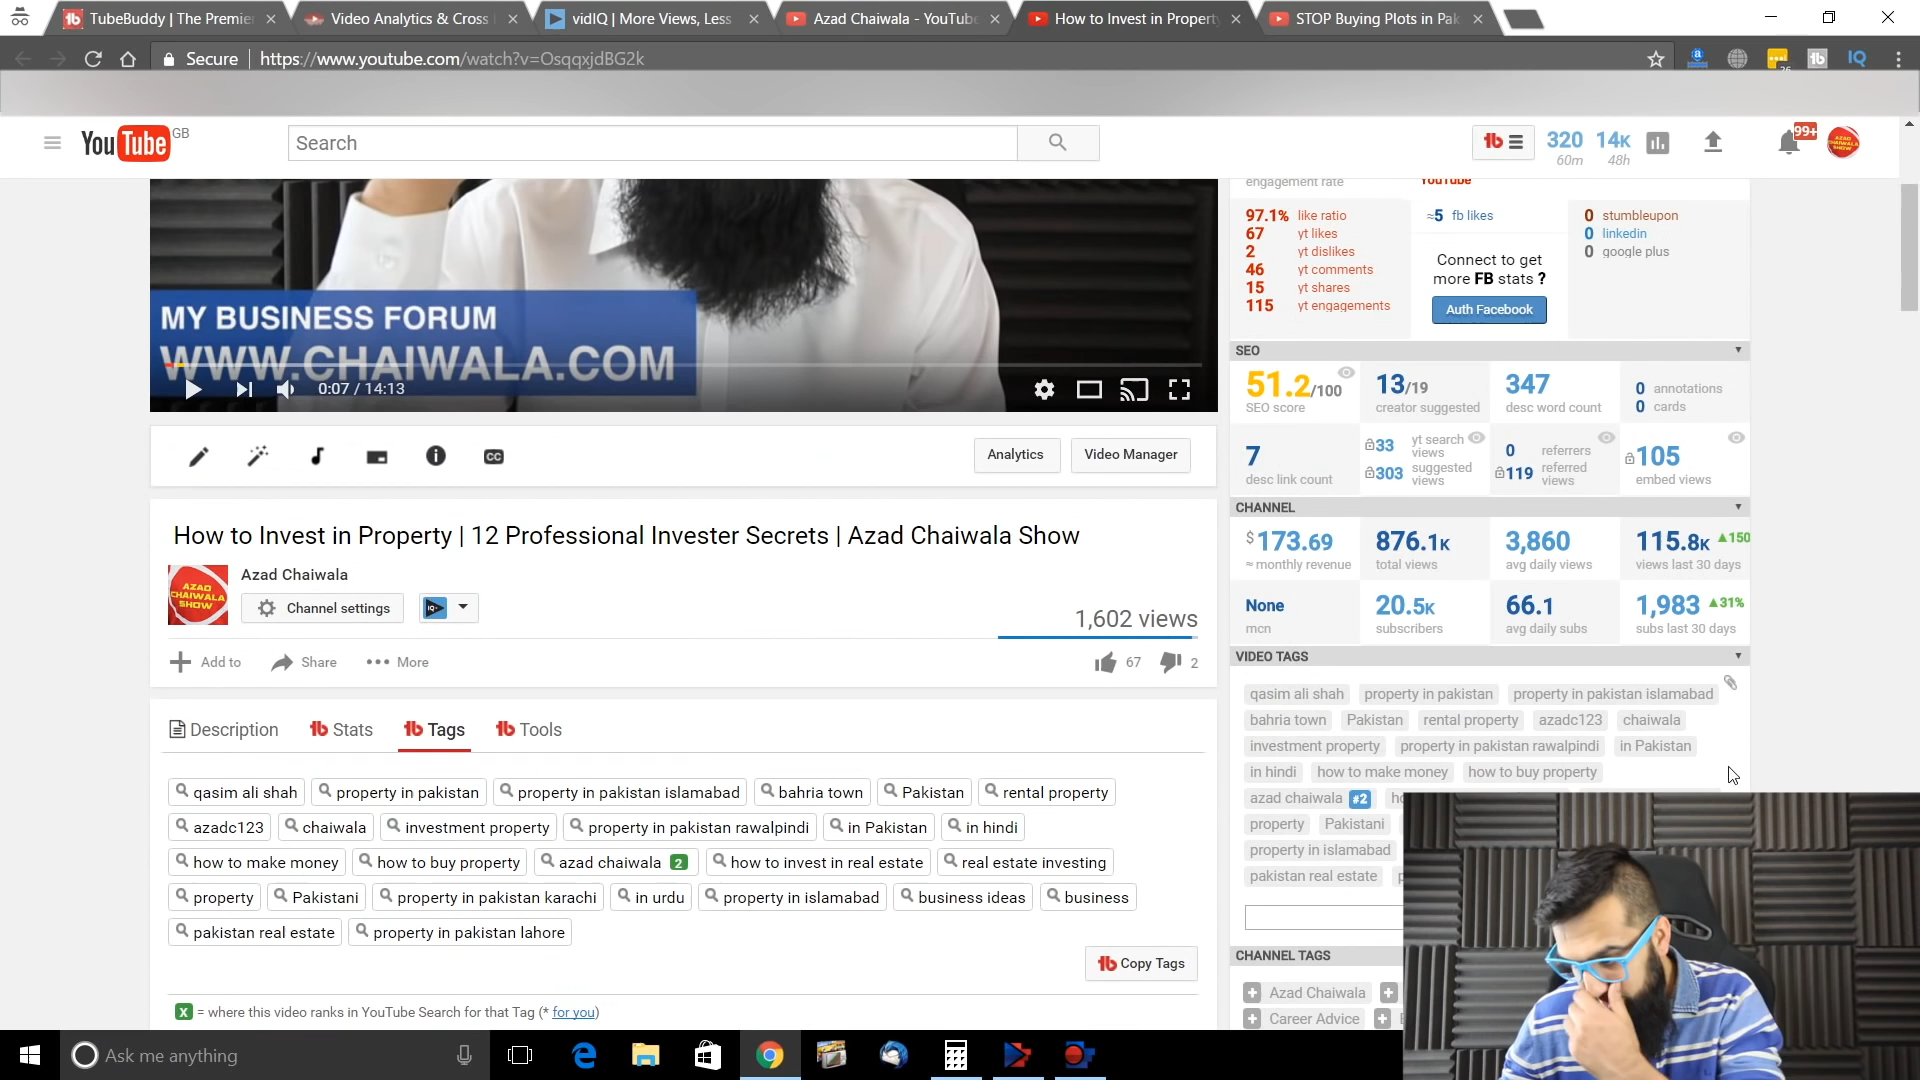 TubeBuddy | The Premie
Video Analytics & Cross
vidIQ | More Views, Less
Azad Chaiwala - YouTube
How to Invest in Property
STOP Buying Plots in Pak
Secure
https://www.youtube.com/watch?v=OsqqxjdBG2k
26
IQ
YouTube GB
Search
320 60m
14K 48h
99+
MY BUSINESS FORUM
WWW.CHAIWALA.COM
0:07 / 14:13
engagement rate
YouTube
97.1% like ratio
67 yt likes
2 yt dislikes
46 yt comments
15 yt shares
115 yt engagements
≈5 fb likes
Connect to get
more FB stats ?
Auth Facebook
0 stumbleupon
0 linkedin
0 google plus
SEO
51.2/100 SEO score
13/19 creator suggested
347 desc word count
0 annotations
0 cards
7 desc link count
33 yt search views
303 suggested views
0 referrers
119 referred views
105 embed views
CHANNEL
$173.69 ≈ monthly revenue
876.1K total views
3,860 avg daily views
115.8K ▲150 views last 30 days
None mcn
20.5K subscribers
66.1 avg daily subs
1,983 ▲31% subs last 30 days
VIDEO TAGS
qasim ali shah property in pakistan property in pakistan islamabad
bahria town Pakistan rental property azadc123 chaiwala
investment property property in pakistan rawalpindi in Pakistan
in hindi how to make money how to buy property
azad chaiwala #2
property Pakistani
property in islamabad
pakistan real estate
CHANNEL TAGS
+ Azad Chaiwala +
+ Career Advice +
CC
Analytics
Video Manager
How to Invest in Property | 12 Professional Invester Secrets | Azad Chaiwala Show
AZAD CHAIWALA SHOW
Azad Chaiwala
Channel settings
1,602 views
Add to
Share
More
67
2
Description
Stats
Tags
Tools
qasim ali shah property in pakistan property in pakistan islamabad bahria town Pakistan rental property
azadc123 chaiwala investment property property in pakistan rawalpindi in Pakistan in hindi
how to make money how to buy property azad chaiwala 2 how to invest in real estate real estate investing
property Pakistani property in pakistan karachi in urdu property in islamabad business ideas business
pakistan real estate property in pakistan lahore
Copy Tags
X = where this video ranks in YouTube Search for that Tag (* for you)
Ask me anything